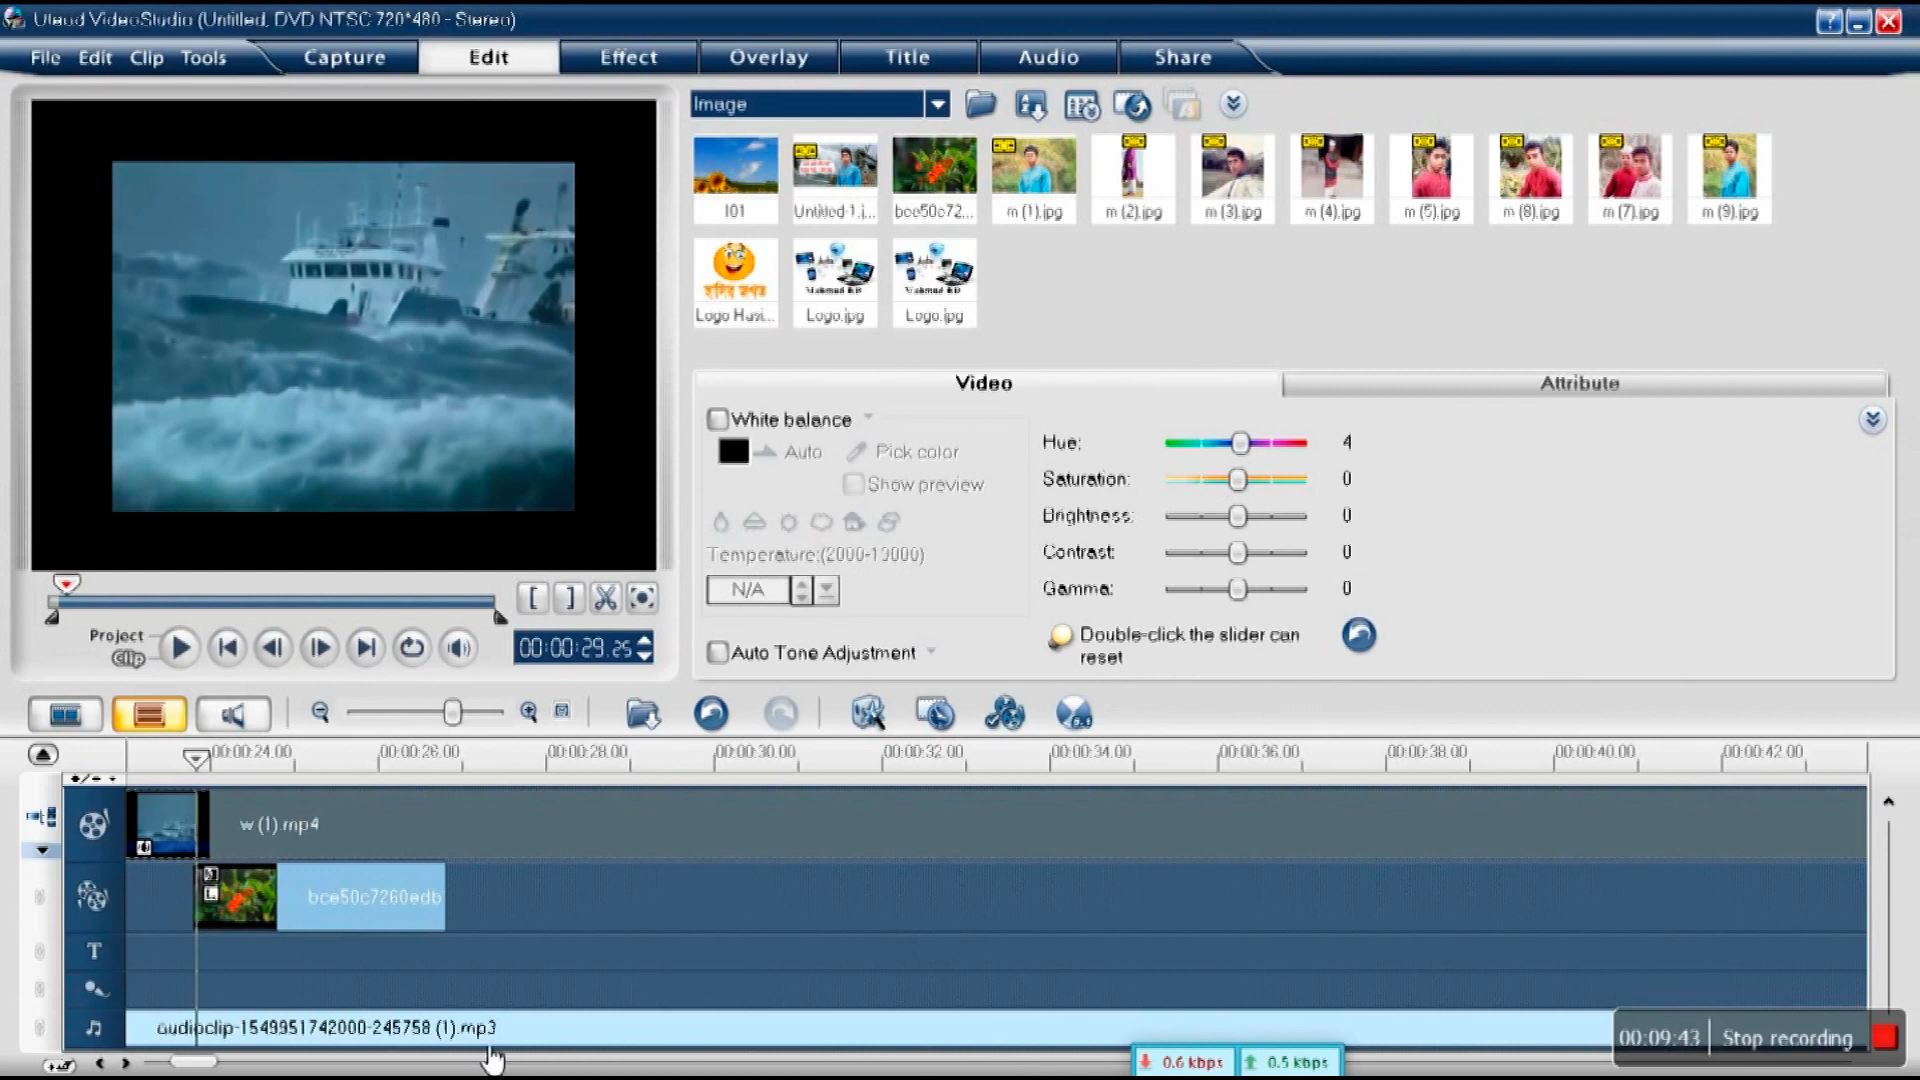 Ulead VideoStudio (Untitled, DVD NTSC 720*480 - Stereo)
File Edit Clip Tools Capture Edit Effect Overlay Title Audio Share
Image
I01 Untitled-1.j... bce50c72... m (1).jpg m (2).jpg m (3).jpg m (4).jpg m (5).jpg m (8).jpg m (7).jpg m (9).jpg
হাসির জগত
Mahmud
Logo Hasi... Logo.jpg Logo.jpg
Video Attribute
White balance
Auto Pick color
Show preview
Temperature:(2000-13000)
N/A
Auto Tone Adjustment
Hue: 4
Saturation: 0
Brightness: 0
Contrast: 0
Gamma: 0
Double-click the slider can
reset
Project
Clip
00:00:29.25
00:00:24.00 00:00:26.00 00:00:28.00 00:00:30.00 00:00:32.00 00:00:34.00 00:00:36.00 00:00:38.00 00:00:40.00 00:00:42.00
w (1).mp4
bce50c7260edb
T
audioclip-1549951742000-245758 (1).mp3
0.6 kbps 0.5 kbps
00:09:43 Stop recording